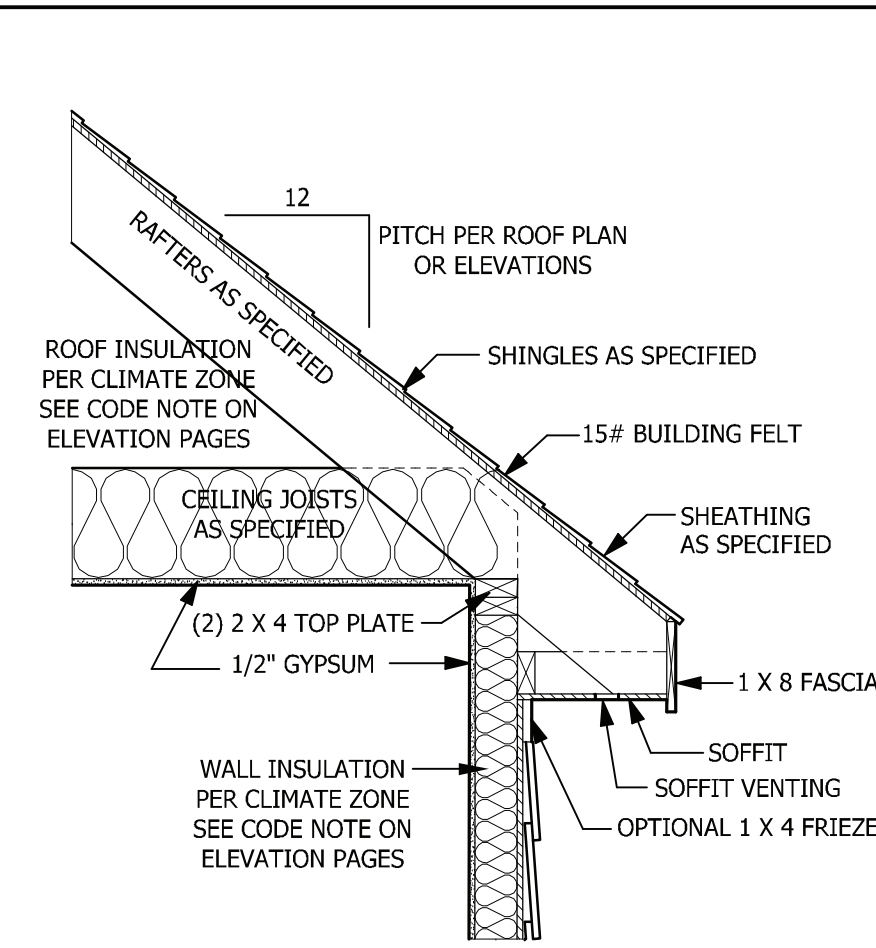 12
PITCH PER ROOF PLAN
OR ELEVATIONS
RAFTERS AS SPECIFIED
ROOF INSULATION
PER CLIMATE ZONE
SEE CODE NOTE ON
ELEVATION PAGES
SHINGLES AS SPECIFIED
15# BUILDING FELT
CEILING JOISTS
AS SPECIFIED
SHEATHING
AS SPECIFIED
(2) 2 X 4 TOP PLATE
1/2" GYPSUM
1 X 8 FASCIA
SOFFIT
SOFFIT VENTING
OPTIONAL 1 X 4 FRIEZE
WALL INSULATION
PER CLIMATE ZONE
SEE CODE NOTE ON
ELEVATION PAGES